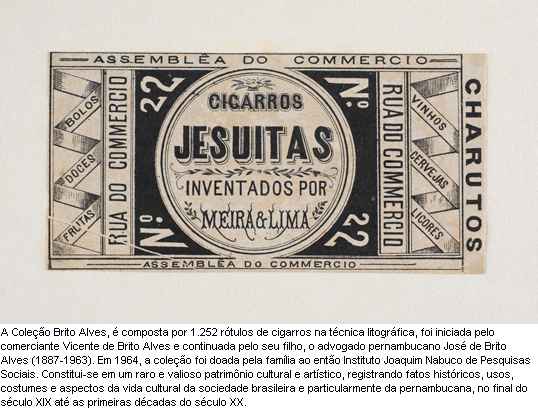 ASSEMBLÊA DO COMMERCIO
BOLOS
DOCES
FRUTAS
RUA DO COMMERCIO
22
Nº
CIGARROS
JESUITAS
INVENTADOS POR
MEIRA & LIMA
Nº
22
RUA DO COMMERCIO
VINHOS
CERVEJAS
LICORES
CHARUTOS
ASSEMBLÊA DO COMMERCIO
A Coleção Brito Alves, é composta por 1.252 rótulos de cigarros na técnica litográfica, foi iniciada pelo
comerciante Vicente de Brito Alves e continuada pelo seu filho, o advogado pernambucano José de Brito
Alves (1887-1963). Em 1964, a coleção foi doada pela família ao então Instituto Joaquim Nabuco de Pesquisas
Sociais. Constitui-se em um raro e valioso patrimônio cultural e artístico, registrando fatos históricos, usos,
costumes e aspectos da vida cultural da sociedade brasileira e particularmente da pernambucana, no final do
século XIX até as primeiras décadas do século XX.